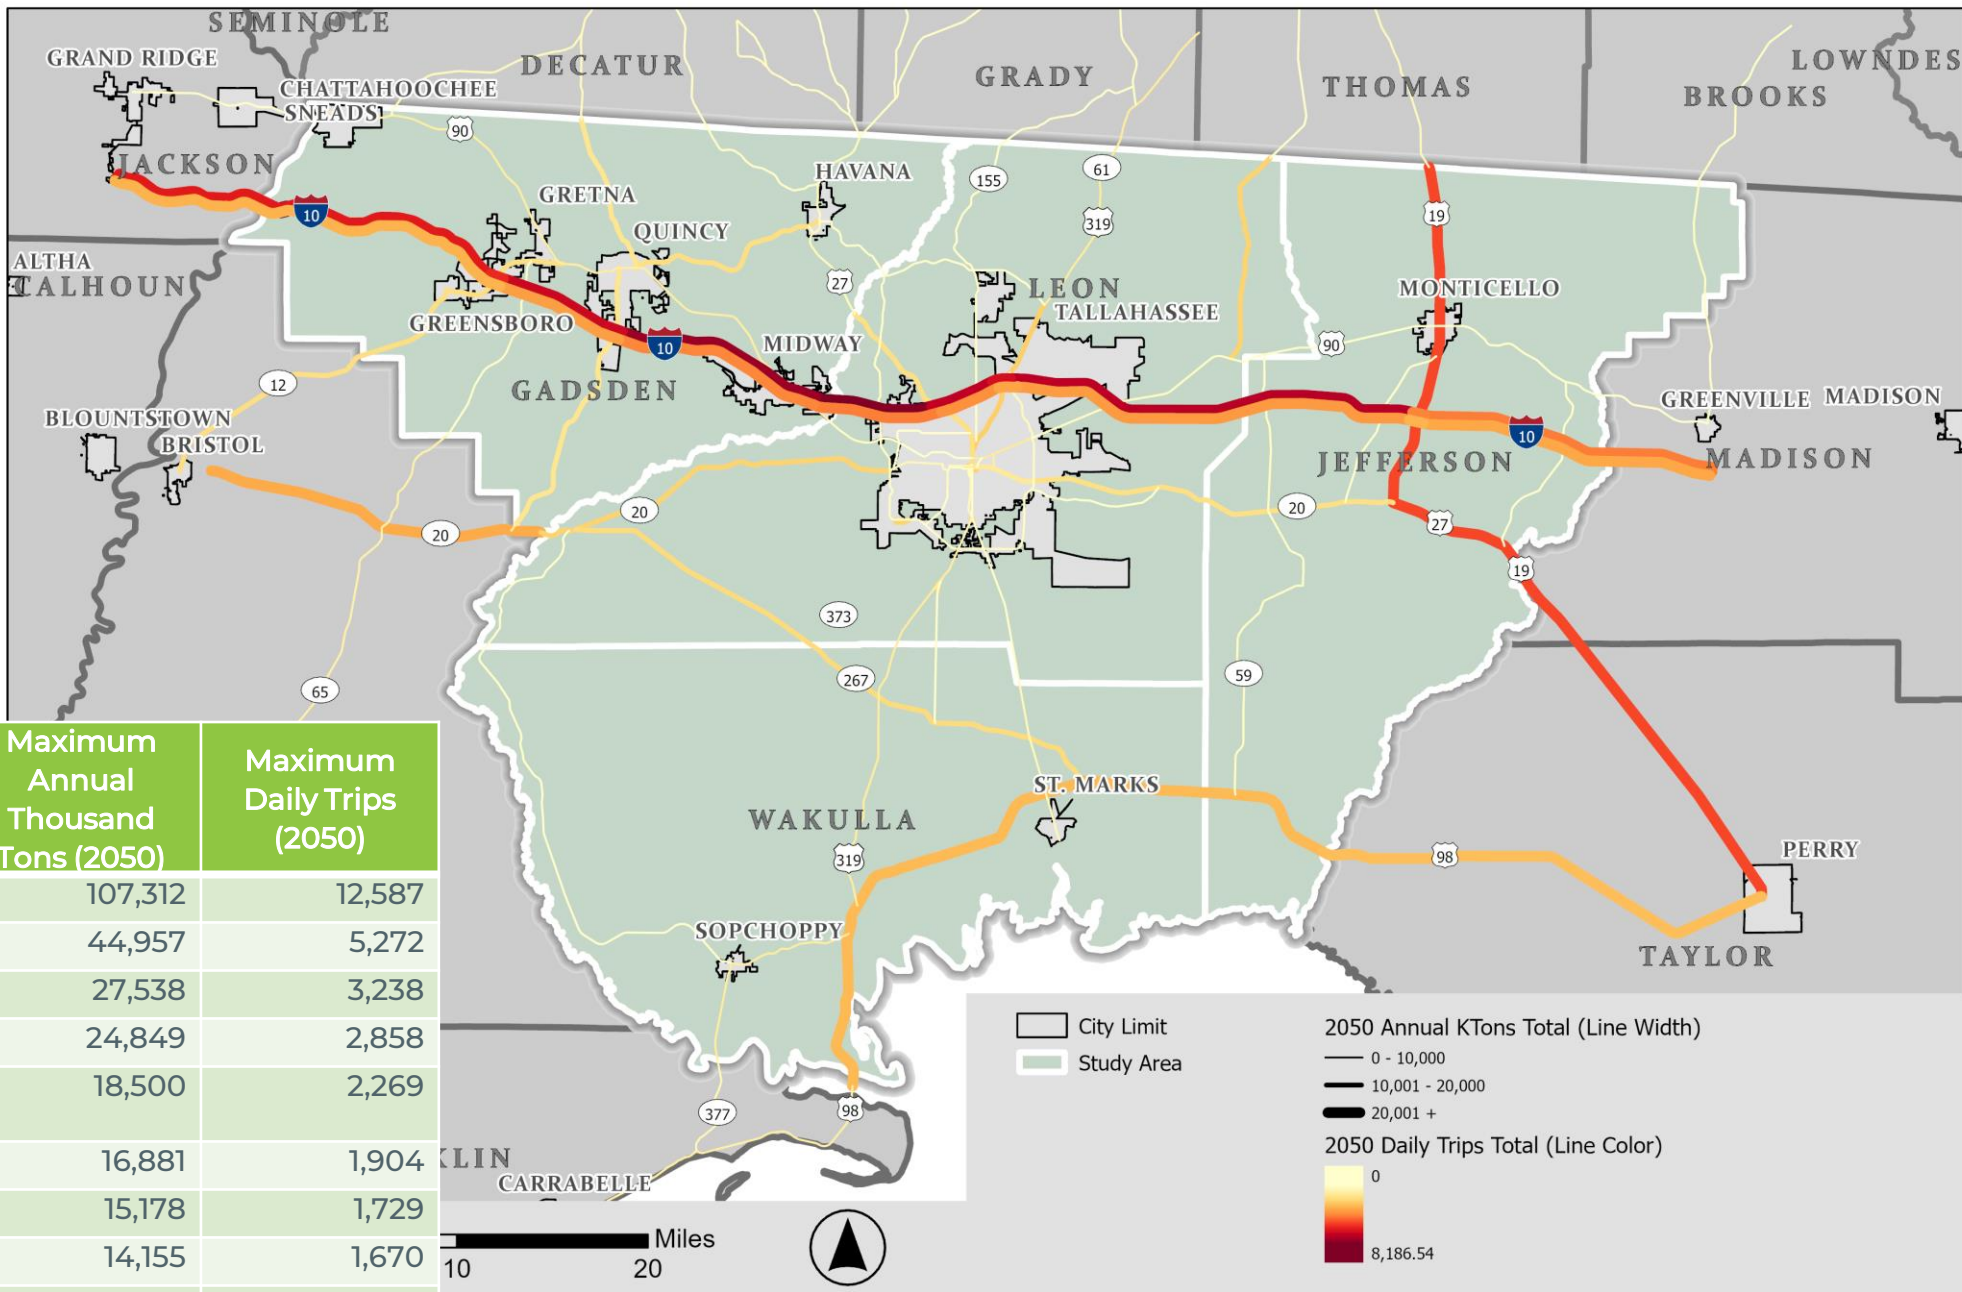 SEMINOLE
GRAND RIDGE
DECATUR
GRADY
THOMAS
LOWNDES
BROOKS
CHATTAHOOCHEE
SNEADS
90
JACKSON
HAVANA
155
61
GRETNA
10
319
19
QUINCY
ALTHA
CALHOUN
27
LEON
MONTICELLO
TALLAHASSEE
GREENSBORO
10
MIDWAY
90
12
GADSDEN
GREENVILLE
MADISON
BLOUNTSTOWN
BRISTOL
10
JEFFERSON
MADISON
20
20
20
27
19
373
267
59
65
ST. MARKS
WAKULLA
319
98
PERRY
SOPCHOPPY
TAYLOR
377
98
KLIN
CARRABELLE
Maximum
Annual
Thousand
Tons (2050)
Maximum
Daily Trips
(2050)
107,312 12,587
44,957 5,272
27,538 3,238
24,849 2,858
18,500 2,269
16,881 1,904
15,178 1,729
14,155 1,670
Miles
10 20
City Limit
Study Area
2050 Annual KTons Total (Line Width)
0 - 10,000
10,001 - 20,000
20,001 +
2050 Daily Trips Total (Line Color)
0
8,186.54